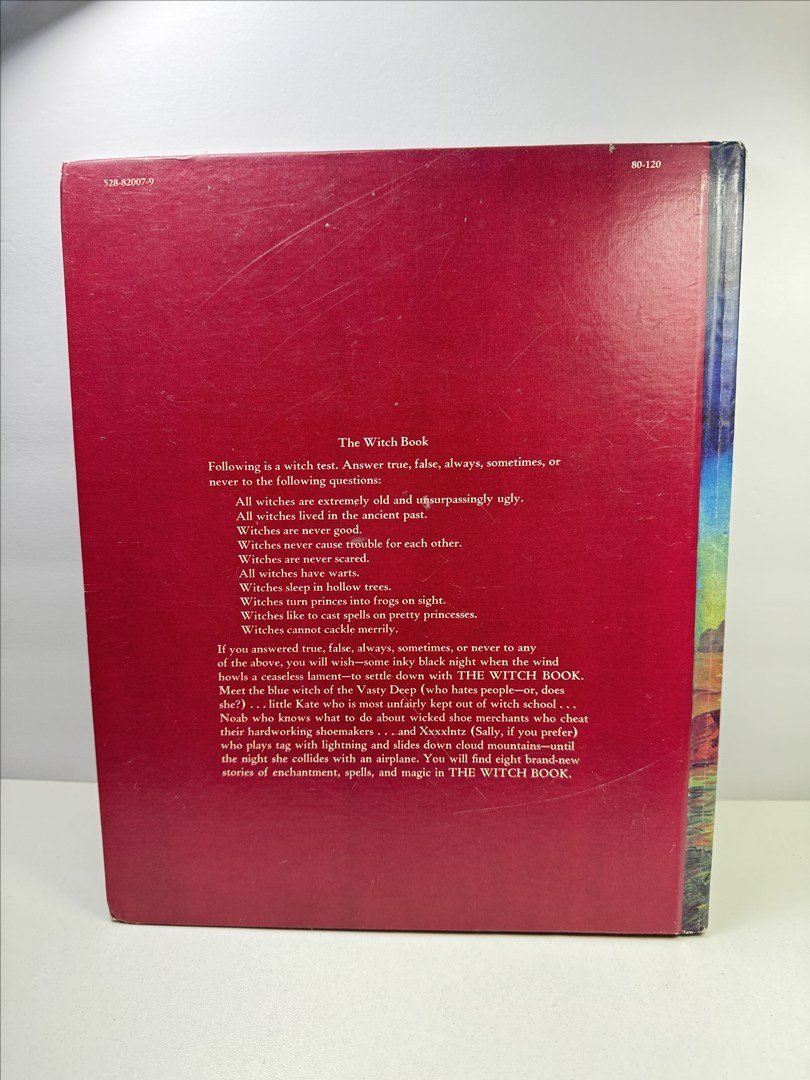 528-82007-9
80-120
The Witch Book
Following is a witch test. Answer true, false, always, sometimes, or
never to the following questions:
All witches are extremely old and unsurpassingly ugly.
All witches lived in the ancient past.
Witches are never good.
Witches never cause trouble for each other.
Witches are never scared.
All witches have warts.
Witches sleep in hollow trees.
Witches turn princes into frogs on sight.
Witches like to cast spells on pretty princesses.
Witches cannot cackle merrily.
If you answered true, false, always, sometimes, or never to any
of the above, you will wish—some inky black night when the wind
howls a ceaseless lament—to settle down with THE WITCH BOOK.
Meet the blue witch of the Vasty Deep (who hates people—or, does
she?) . . . little Kate who is most unfairly kept out of witch school . . .
Noab who knows what to do about wicked shoe merchants who cheat
their hardworking shoemakers . . . .and XxxxIntz (Sally, if you prefer)
who plays tag with lightning and slides down cloud mountains—until
the night she collides with an airplane. You will find eight brand-new
stories of enchantment, spells, and magic in THE WITCH BOOK.